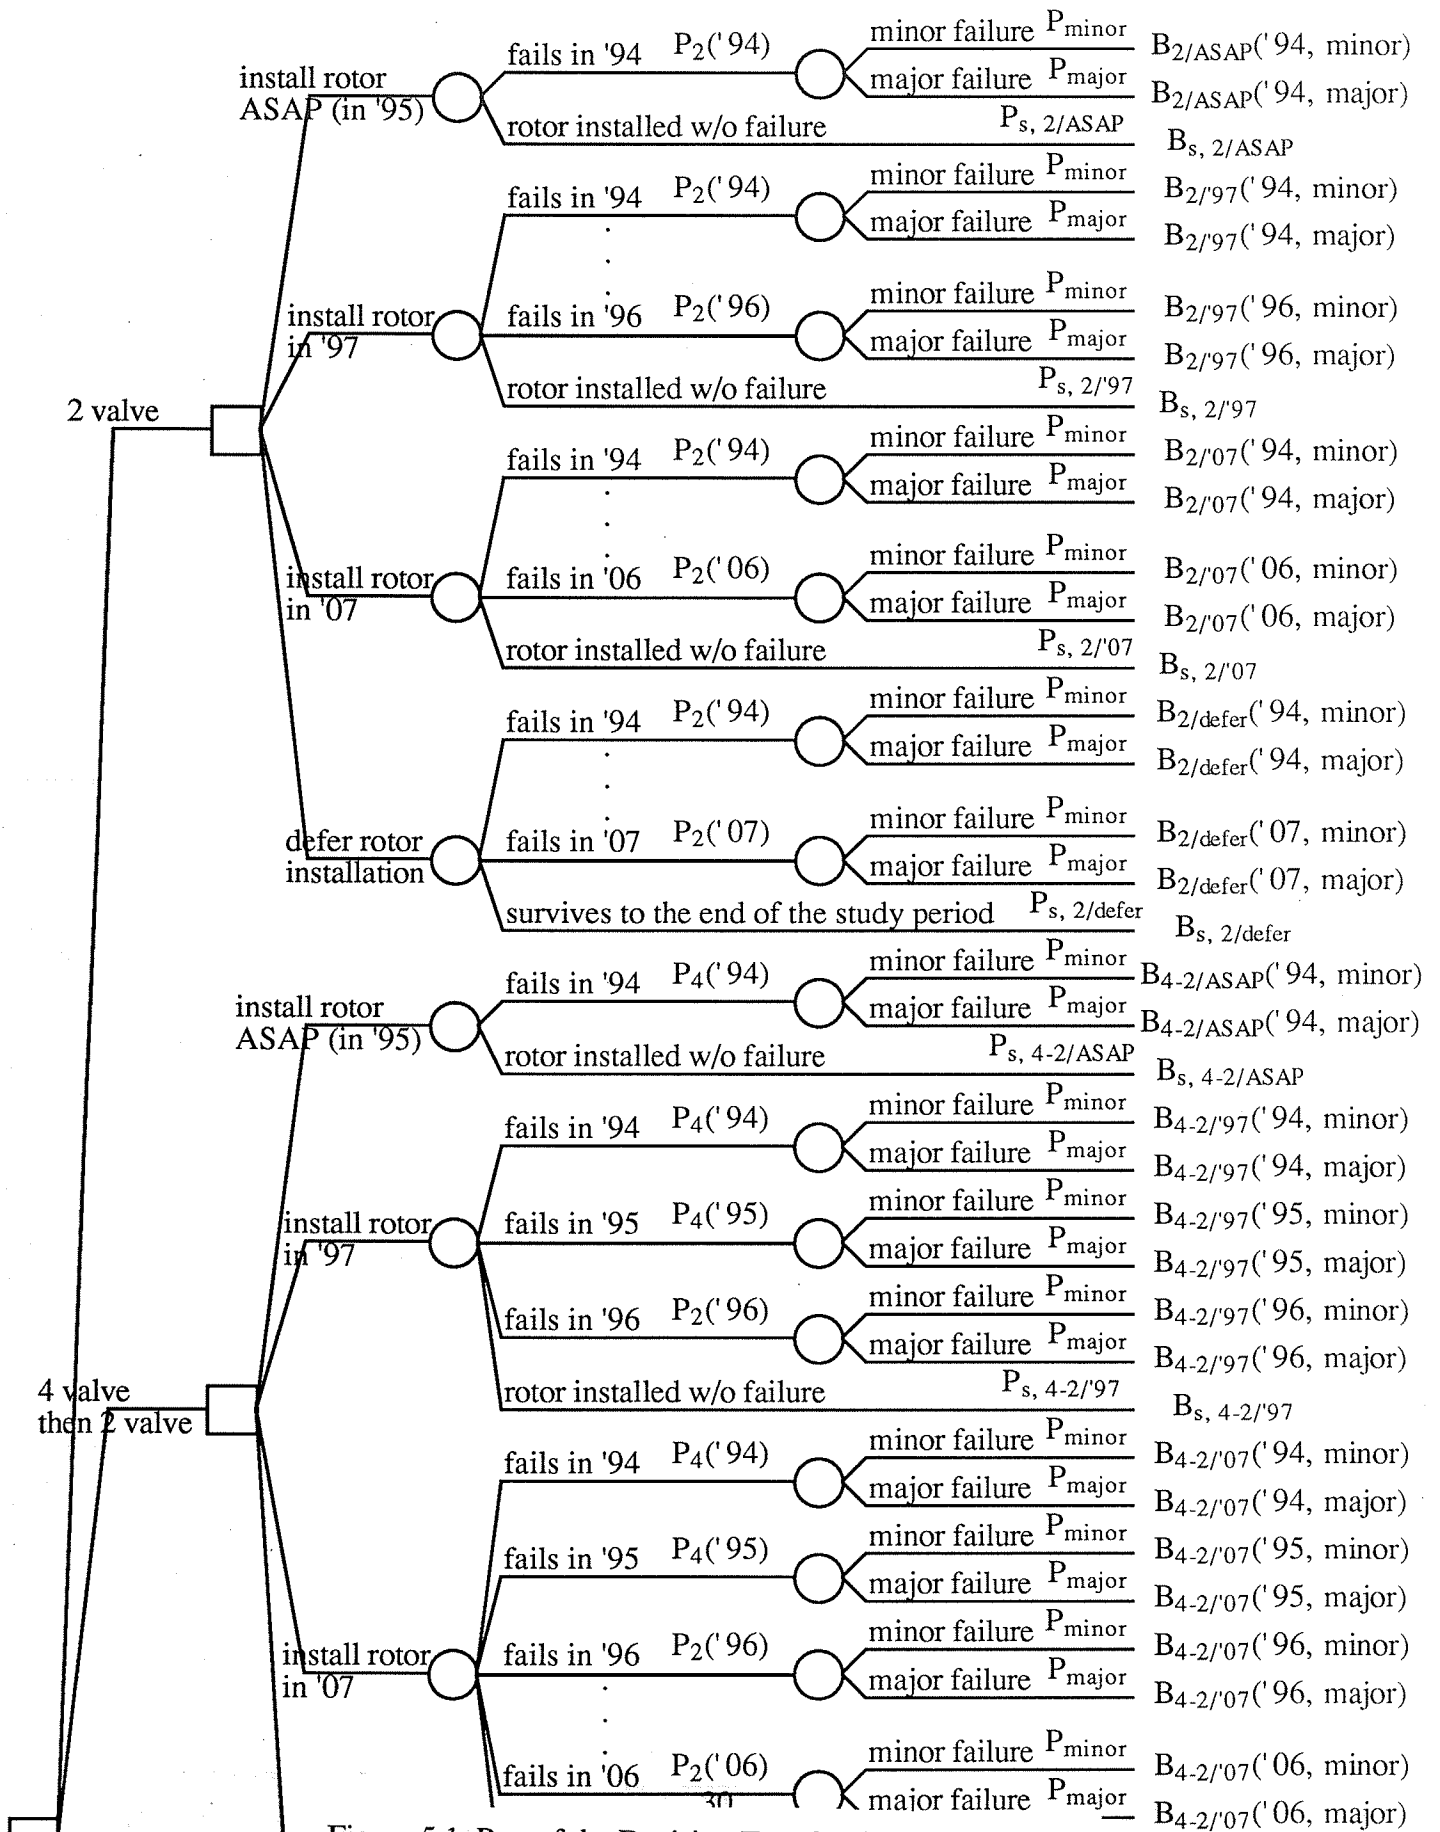 minor failure Pminor B2/ASAP('94, minor)
fails in '94 P2('94)
install rotor
ASAP (in '95)
major failure Pmajor B2/ASAP('94, major)
rotor installed w/o failure Ps, 2/ASAP Bs, 2/ASAP
minor failure Pminor B2/'97('94, minor)
fails in '94 P2('94)
major failure Pmajor B2/'97('94, major)
minor failure Pminor B2/'97('96, minor)
install rotor
in '97
fails in '96 P2('96)
major failure Pmajor B2/'97('96, major)
rotor installed w/o failure Ps, 2/'97 Bs, 2/'97
2 valve
minor failure Pminor B2/'07('94, minor)
fails in '94 P2('94)
major failure Pmajor B2/'07('94, major)
minor failure Pminor B2/'07('06, minor)
install rotor
in '07
fails in '06 P2('06)
major failure Pmajor B2/'07('06, major)
rotor installed w/o failure Ps, 2/'07 Bs, 2/'07
minor failure Pminor B2/defer('94, minor)
fails in '94 P2('94)
major failure Pmajor B2/defer('94, major)
minor failure Pminor B2/defer('07, minor)
defer rotor
installation
fails in '07 P2('07)
major failure Pmajor B2/defer('07, major)
survives to the end of the study period Ps, 2/defer Bs, 2/defer
minor failure Pminor B4-2/ASAP('94, minor)
fails in '94 P4('94)
install rotor
ASAP (in '95)
major failure Pmajor B4-2/ASAP('94, major)
rotor installed w/o failure Ps, 4-2/ASAP Bs, 4-2/ASAP
minor failure Pminor B4-2/'97('94, minor)
fails in '94 P4('94)
major failure Pmajor B4-2/'97('94, major)
minor failure Pminor B4-2/'97('95, minor)
install rotor
in '97
fails in '95 P4('95)
major failure Pmajor B4-2/'97('95, major)
minor failure Pminor B4-2/'97('96, minor)
fails in '96 P2('96)
major failure Pmajor B4-2/'97('96, major)
4 valve
then 2 valve
rotor installed w/o failure Ps, 4-2/'97 Bs, 4-2/'97
minor failure Pminor B4-2/'07('94, minor)
fails in '94 P4('94)
major failure Pmajor B4-2/'07('94, major)
minor failure Pminor B4-2/'07('95, minor)
fails in '95 P4('95)
major failure Pmajor B4-2/'07('95, major)
minor failure Pminor B4-2/'07('96, minor)
install rotor
in '07
fails in '96 P2('96)
major failure Pmajor B4-2/'07('96, major)
minor failure Pminor B4-2/'07('06, minor)
fails in '06 P2('06)
major failure Pmajor B4-2/'07('06, major)
30